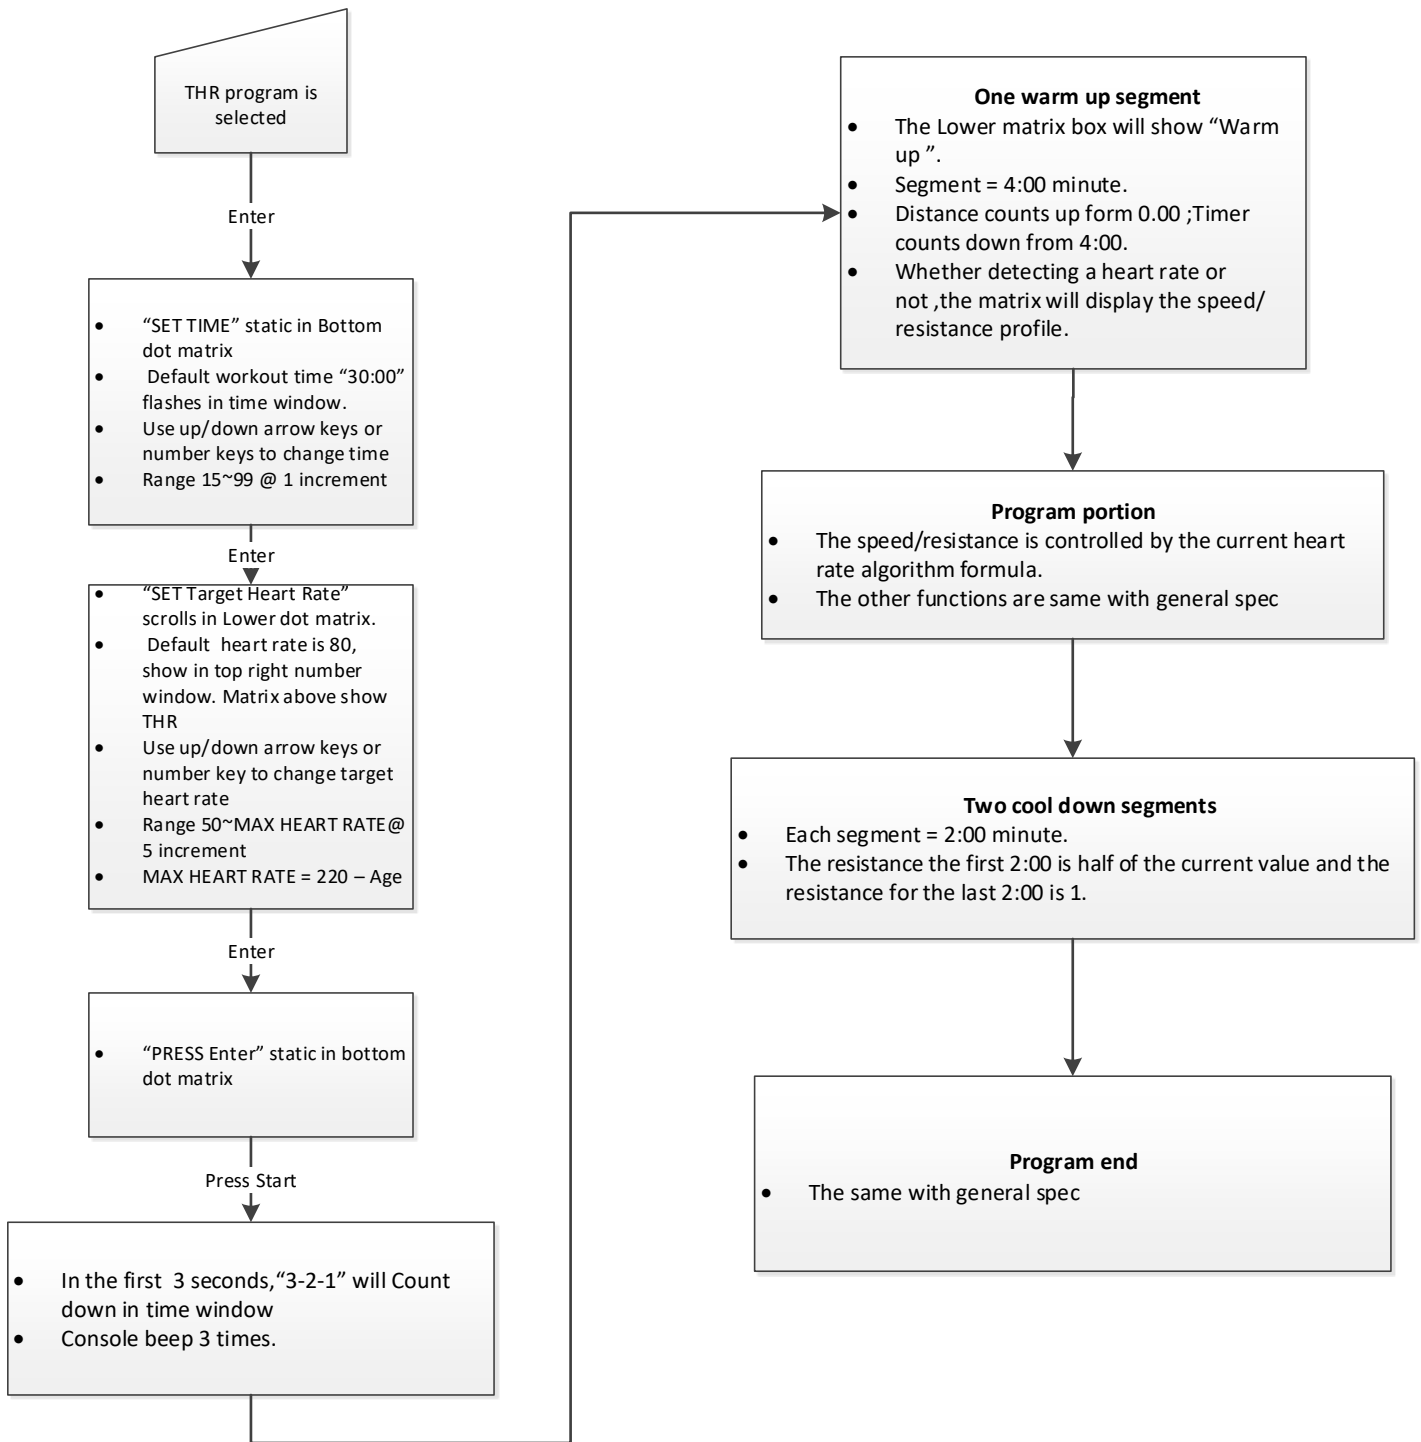 THR program is
selected
Enter
• “SET TIME” static in Bottom
dot matrix
• Default workout time “30:00”
flashes in time window.
• Use up/down arrow keys or
number keys to change time
• Range 15~99 @ 1 increment
Enter
• “SET Target Heart Rate”
scrolls in Lower dot matrix.
• Default heart rate is 80,
show in top right number
window. Matrix above show
THR
• Use up/down arrow keys or
number key to change target
heart rate
• Range 50~MAX HEART RATE@
5 increment
• MAX HEART RATE = 220 – Age
Enter
• “PRESS Enter” static in bottom
dot matrix
Press Start
• In the first 3 seconds,“3-2-1” will Count
down in time window
• Console beep 3 times.
One warm up segment
• The Lower matrix box will show “Warm
up ”.
• Segment = 4:00 minute.
• Distance counts up form 0.00 ;Timer
counts down from 4:00.
• Whether detecting a heart rate or
not ,the matrix will display the speed/
resistance profile.
Program portion
• The speed/resistance is controlled by the current heart
rate algorithm formula.
• The other functions are same with general spec
Two cool down segments
• Each segment = 2:00 minute.
• The resistance the first 2:00 is half of the current value and the
resistance for the last 2:00 is 1.
Program end
• The same with general spec